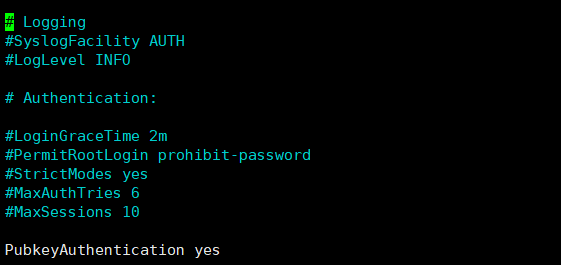 # Logging
#SyslogFacility AUTH
#LogLevel INFO
# Authentication:
#LoginGraceTime 2m
#PermitRootLogin prohibit-password
#StrictModes yes
#MaxAuthTries 6
#MaxSessions 10
PubkeyAuthentication yes